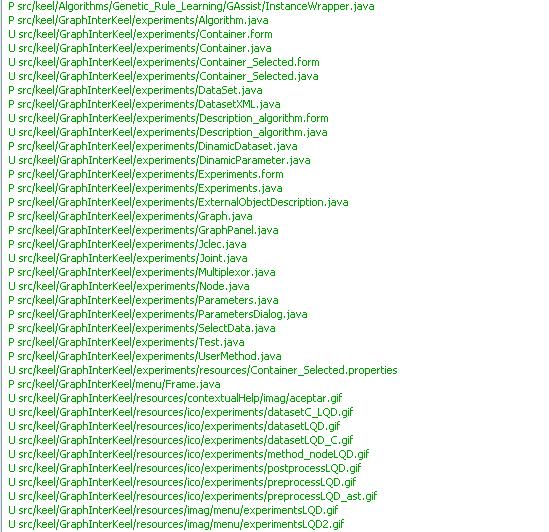 P src/keel/Algorithms/Genetic_Rule_Learning/GAssist/InstanceWrapper.java
P src/keel/GraphInterKeel/experiments/Algorithm.java
U src/keel/GraphInterKeel/experiments/Container.form
U src/keel/GraphInterKeel/experiments/Container.java
U src/keel/GraphInterKeel/experiments/Container_Selected.form
U src/keel/GraphInterKeel/experiments/Container_Selected.java
P src/keel/GraphInterKeel/experiments/DataSet.java
P src/keel/GraphInterKeel/experiments/DatasetXML.java
U src/keel/GraphInterKeel/experiments/Description_algorithm.form
U src/keel/GraphInterKeel/experiments/Description_algorithm.java
P src/keel/GraphInterKeel/experiments/DinamicDataset.java
U src/keel/GraphInterKeel/experiments/DinamicParameter.java
P src/keel/GraphInterKeel/experiments/Experiments.form
U src/keel/GraphInterKeel/experiments/Experiments.java
P src/keel/GraphInterKeel/experiments/ExternalObjectDescription.java
P src/keel/GraphInterKeel/experiments/Graph.java
P src/keel/GraphInterKeel/experiments/GraphPanel.java
P src/keel/GraphInterKeel/experiments/Jclec.java
U src/keel/GraphInterKeel/experiments/Joint.java
P src/keel/GraphInterKeel/experiments/Multiplexor.java
U src/keel/GraphInterKeel/experiments/Node.java
P src/keel/GraphInterKeel/experiments/Parameters.java
P src/keel/GraphInterKeel/experiments/ParametersDialog.java
P src/keel/GraphInterKeel/experiments/SelectData.java
P src/keel/GraphInterKeel/experiments/Test.java
P src/keel/GraphInterKeel/experiments/UserMethod.java
U src/keel/GraphInterKeel/experiments/resources/Container_Selected.properties
P src/keel/GraphInterKeel/menu/Frame.java
U src/keel/GraphInterKeel/resources/contextualHelp/imag/aceptar.gif
U src/keel/GraphInterKeel/resources/ico/experiments/datasetC_LQD.gif
U src/keel/GraphInterKeel/resources/ico/experiments/datasetLQD.gif
U src/keel/GraphInterKeel/resources/ico/experiments/datasetLQD_C.gif
U src/keel/GraphInterKeel/resources/ico/experiments/method_nodeLQD.gif
U src/keel/GraphInterKeel/resources/ico/experiments/postprocessLQD.gif
U src/keel/GraphInterKeel/resources/ico/experiments/preprocessLQD.gif
U src/keel/GraphInterKeel/resources/ico/experiments/preprocessLQD_ast.gif
U src/keel/GraphInterKeel/resources/imag/menu/experimentsLQD.gif
U src/keel/GraphInterKeel/resources/imag/menu/experimentsLQD2.gif